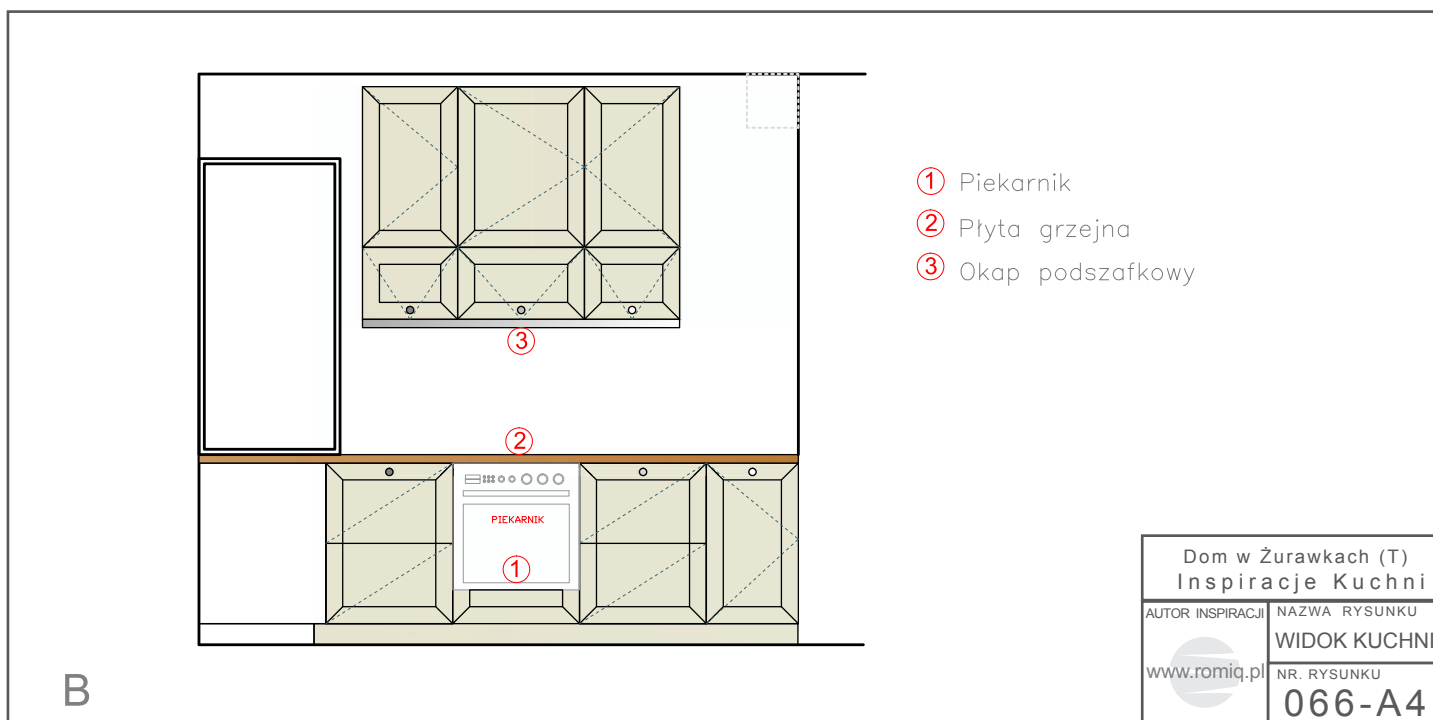 1 Piekarnik
2 Płyta grzejna
3 Okap podszafkowy
3
2
PIEKARNIK
1
B
Dom w Żurawkach (T)
Inspiracje Kuchni
AUTOR INSPIRACJI
www.romiq.pl
NAZWA RYSUNKU
WIDOK KUCHNI
NR. RYSUNKU
066-A4